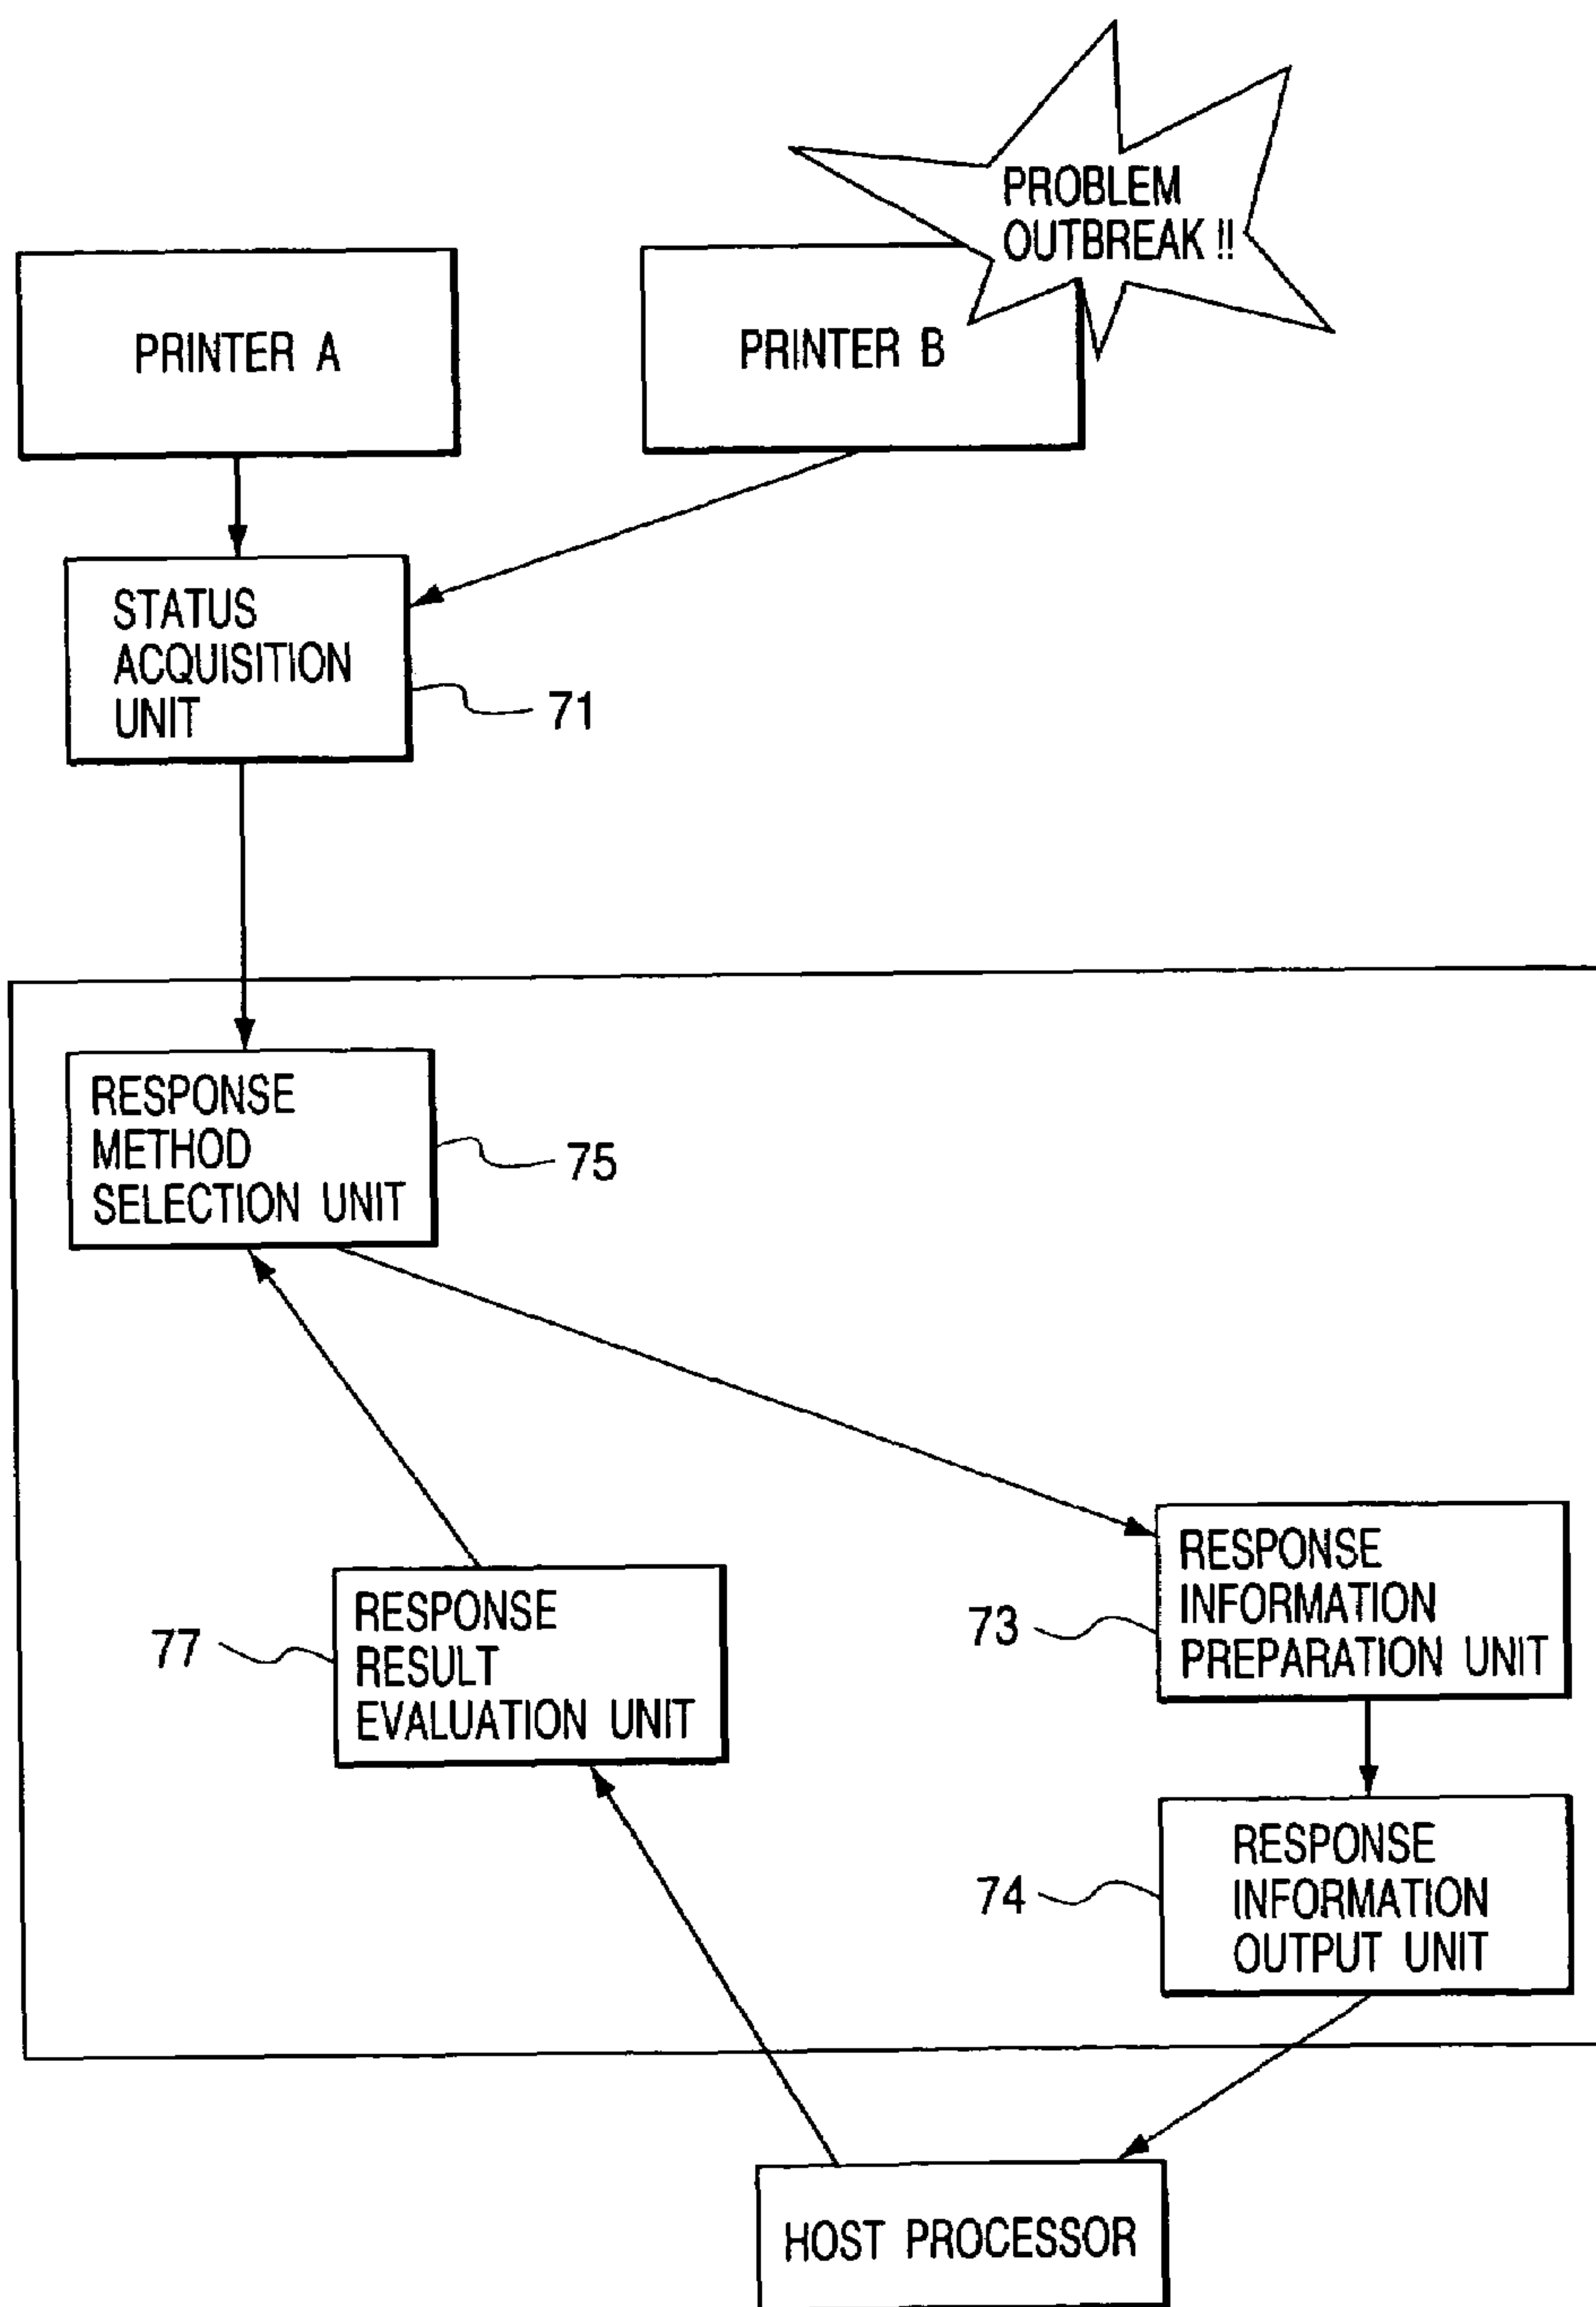 PROBLEM
OUTBREAK !!
PRINTER A
PRINTER B
STATUS
ACQUISITION
UNIT
71
RESPONSE
METHOD
SELECTION UNIT
75
RESPONSE
INFORMATION
PREPARATION UNIT
73
RESPONSE
RESULT
EVALUATION UNIT
77
RESPONSE
INFORMATION
OUTPUT UNIT
74
HOST PROCESSOR